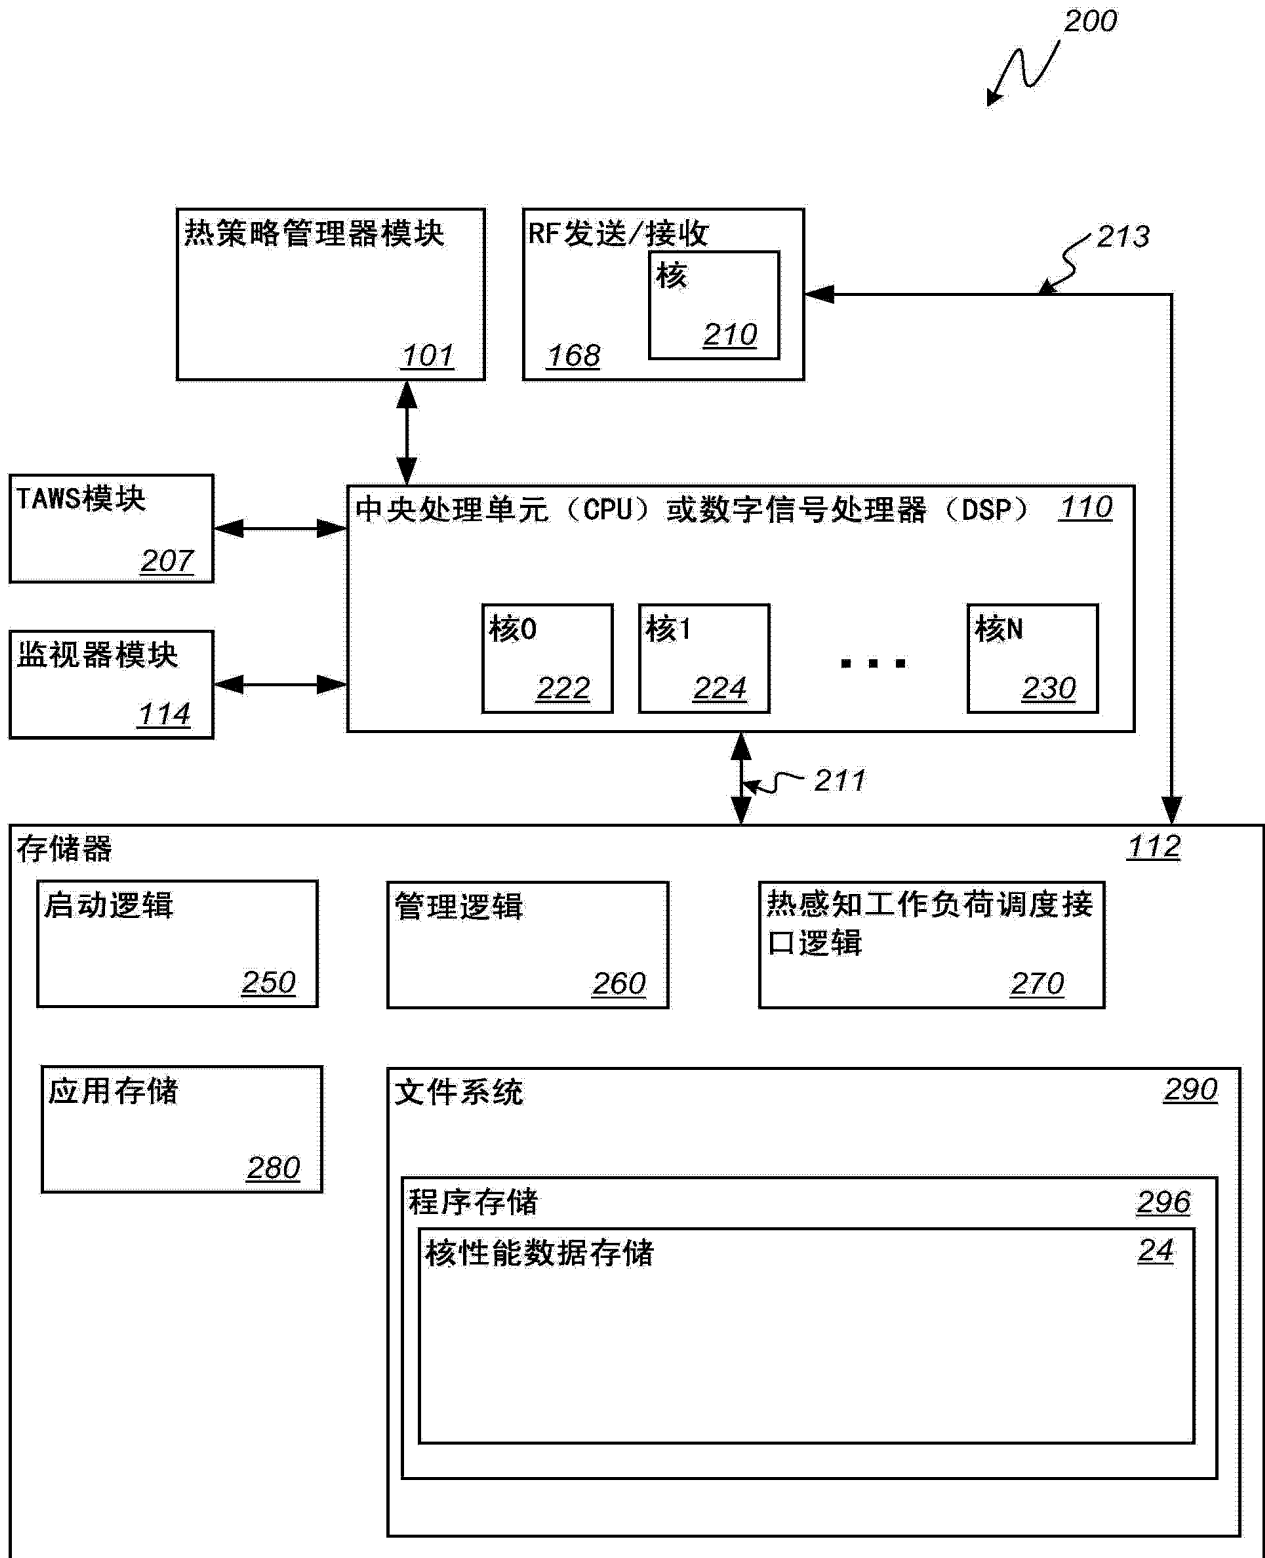 200
热策略管理器模块
101
RF发送/接收
核
210
168
213
TAWS模块
207
中央处理单元（CPU）或数字信号处理器（DSP）
110
核0
222
核1
224
...
核N
230
监视器模块
114
211
存储器
112
启动逻辑
250
管理逻辑
260
热感知工作负荷调度接
口逻辑
270
应用存储
280
文件系统
290
程序存储
296
核性能数据存储
24